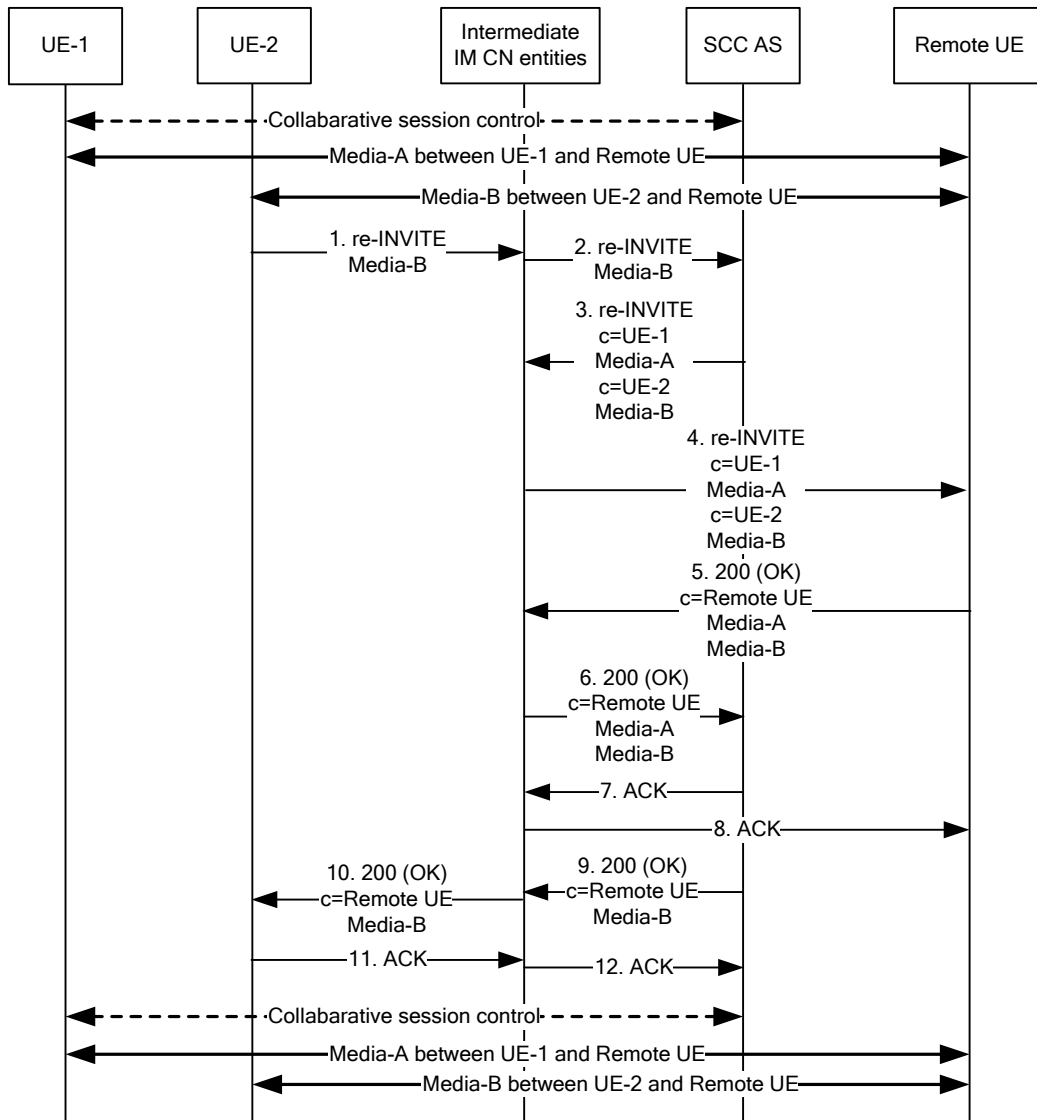 UE-1
UE-2
Intermediate
IM CN entities
SCC AS
Remote UE
Collabarative session control
Media-A between UE-1 and Remote UE
Media-B between UE-2 and Remote UE
1. re-INVITE
Media-B
2. re-INVITE
Media-B
3. re-INVITE
c=UE-1
Media-A
c=UE-2
Media-B
4. re-INVITE
c=UE-1
Media-A
c=UE-2
Media-B
5. 200 (OK)
c=Remote UE
Media-A
Media-B
6. 200 (OK)
c=Remote UE
Media-A
Media-B
7. ACK
8. ACK
9. 200 (OK)
c=Remote UE
Media-B
10. 200 (OK)
c=Remote UE
Media-B
11. ACK
12. ACK
Collabarative session control
Media-A between UE-1 and Remote UE
Media-B between UE-2 and Remote UE